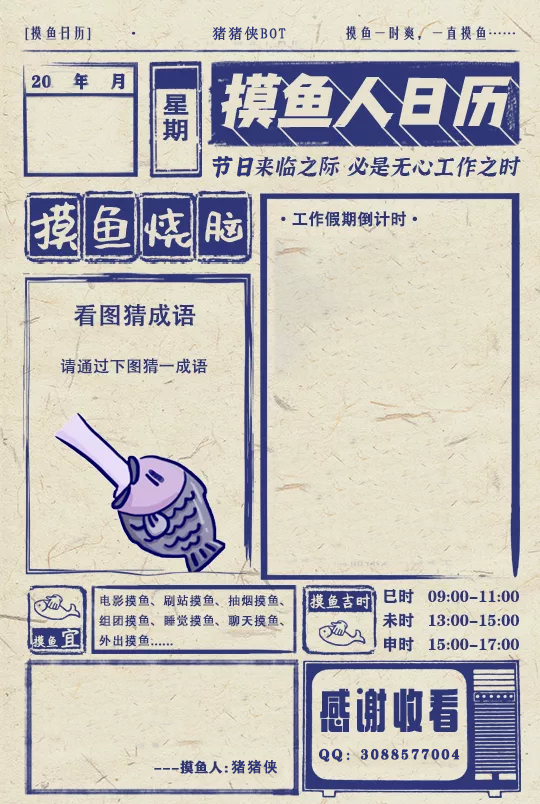 [摸鱼日历]
·
猪猪侠BOT
摸鱼一时爽，一直摸鱼……
20 年 月
星期
摸鱼人日历
节日来临之际 必是无心工作之时
摸鱼烧脑
·工作假期倒计时·
看图猜成语
请通过下图猜一成语
摸鱼宜
电影摸鱼、刷站摸鱼、抽烟摸鱼、
组团摸鱼、睡觉摸鱼、聊天摸鱼、
外出摸鱼……
摸鱼吉时
巳时 09:00-11:00
未时 13:00-15:00
申时 15:00-17:00
---摸鱼人:猪猪侠
感谢收看
QQ: 3088577004